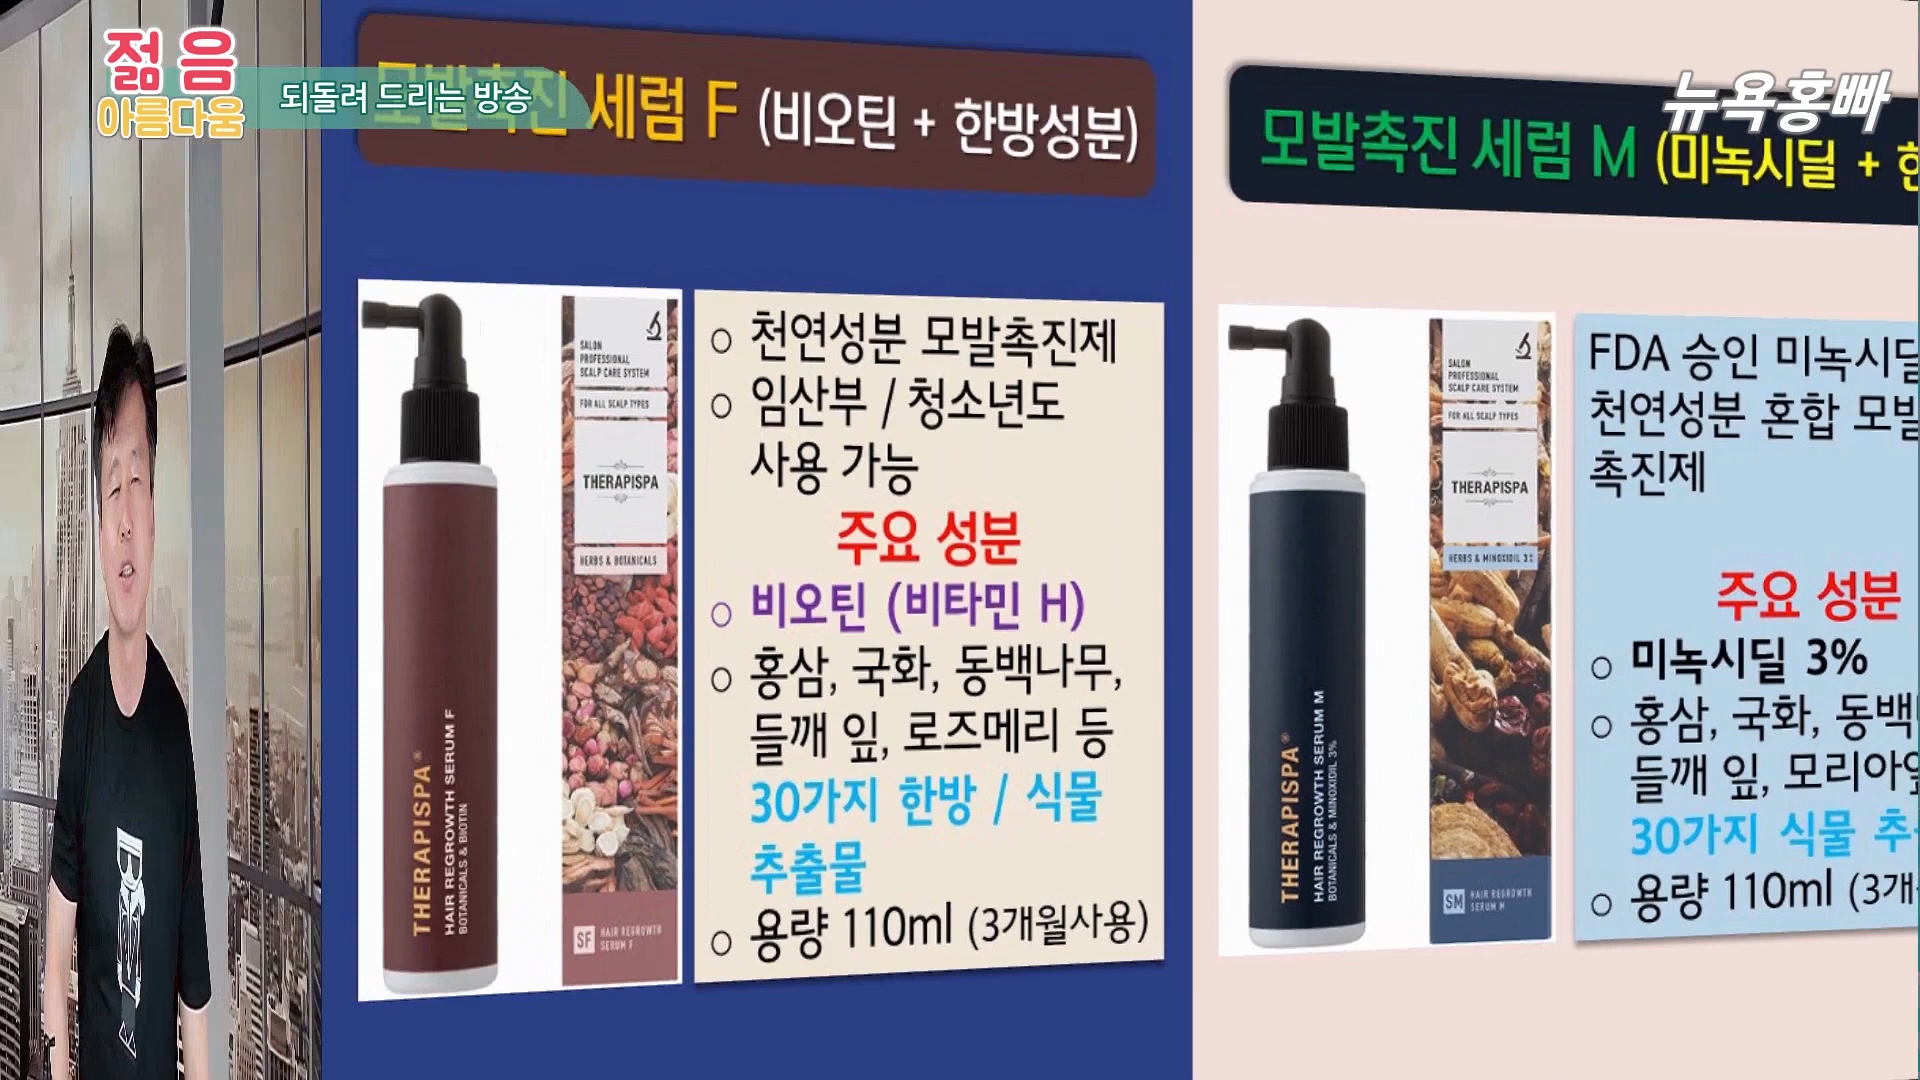 젊음
아름다움
되돌려 드리는 방송
뉴욕홍빠
모발촉진 세럼 F (비오틴 + 한방성분)
SALON
PROFESSIONAL
SCALP CARE SYSTEM
FOR ALL SCALP TYPES
THERAPISPA
HERBS & BOTANICALS
SF HAIR REGROWTH
SERUM F
THERAPISPA®
HAIR REGROWTH SERUM F
BOTANICALS & BIOTIN
○ 천연성분 모발촉진제
○ 임산부 / 청소년도
사용 가능
주요 성분
○ 비오틴 (비타민 H)
○ 홍삼, 국화, 동백나무,
들깨 잎, 로즈메리 등
30가지 한방 / 식물
추출물
○ 용량 110ml (3개월사용)
모발촉진 세럼 M (미녹시딜 +
SALON
PROFESSIONAL
SCALP CARE SYSTEM
FOR ALL SCALP TYPES
THERAPISPA
HERBS & MINOXIDIL 3%
SM HAIR REGROWTH
SERUM M
THERAPISPA®
HAIR REGROWTH SERUM M
BOTANICALS & MINOXIDIL 3%
FDA 승인 미녹시딜
천연성분 혼합 모발
촉진제
주요 성분
○ 미녹시딜 3%
○ 홍삼, 국화, 동백
들깨 잎, 모리아잎
30가지 식물 추
○ 용량 110ml (3개